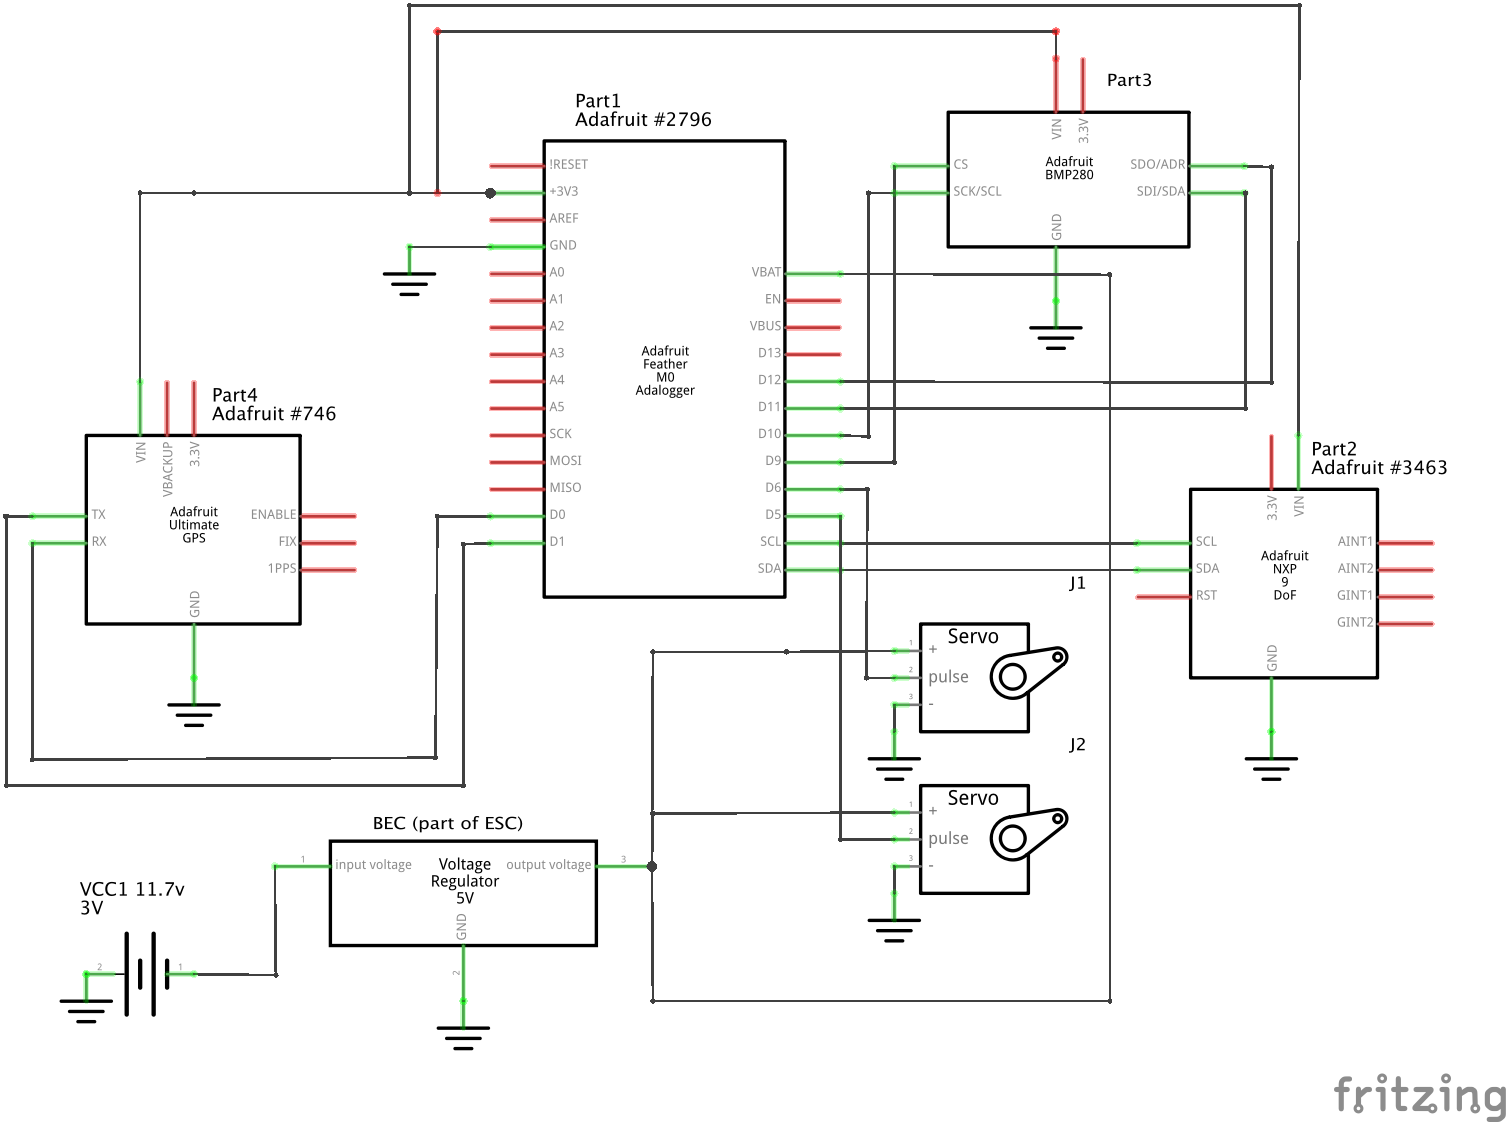 Part1
Adafruit #2796
!RESET
+3V3
AREF
GND
A0
A1
A2
A3
A4
A5
SCK
MOSI
MISO
D0
D1
Adafruit
Feather
M0
Adalogger
VBAT
EN
VBUS
D13
D12
D11
D10
D9
D6
D5
SCL
SDA
Part3
VIN
3.3V
CS
SCK/SCL
Adafruit
BMP280
SDO/ADR
SDI/SDA
GND
Part4
Adafruit #746
VIN
VBACKUP
3.3V
TX
RX
Adafruit
Ultimate
GPS
ENABLE
FIX
1PPS
GND
Part2
Adafruit #3463
3.3V
VIN
SCL
SDA
RST
Adafruit
NXP
9
DoF
AINT1
AINT2
GINT1
GINT2
GND
J1
Servo
1
+
2
pulse
3
-
J2
Servo
1
+
2
pulse
3
-
BEC (part of ESC)
1
input voltage
Voltage
Regulator
5V
output voltage
3
GND
2
VCC1 11.7v
3V
2
1
fritzing